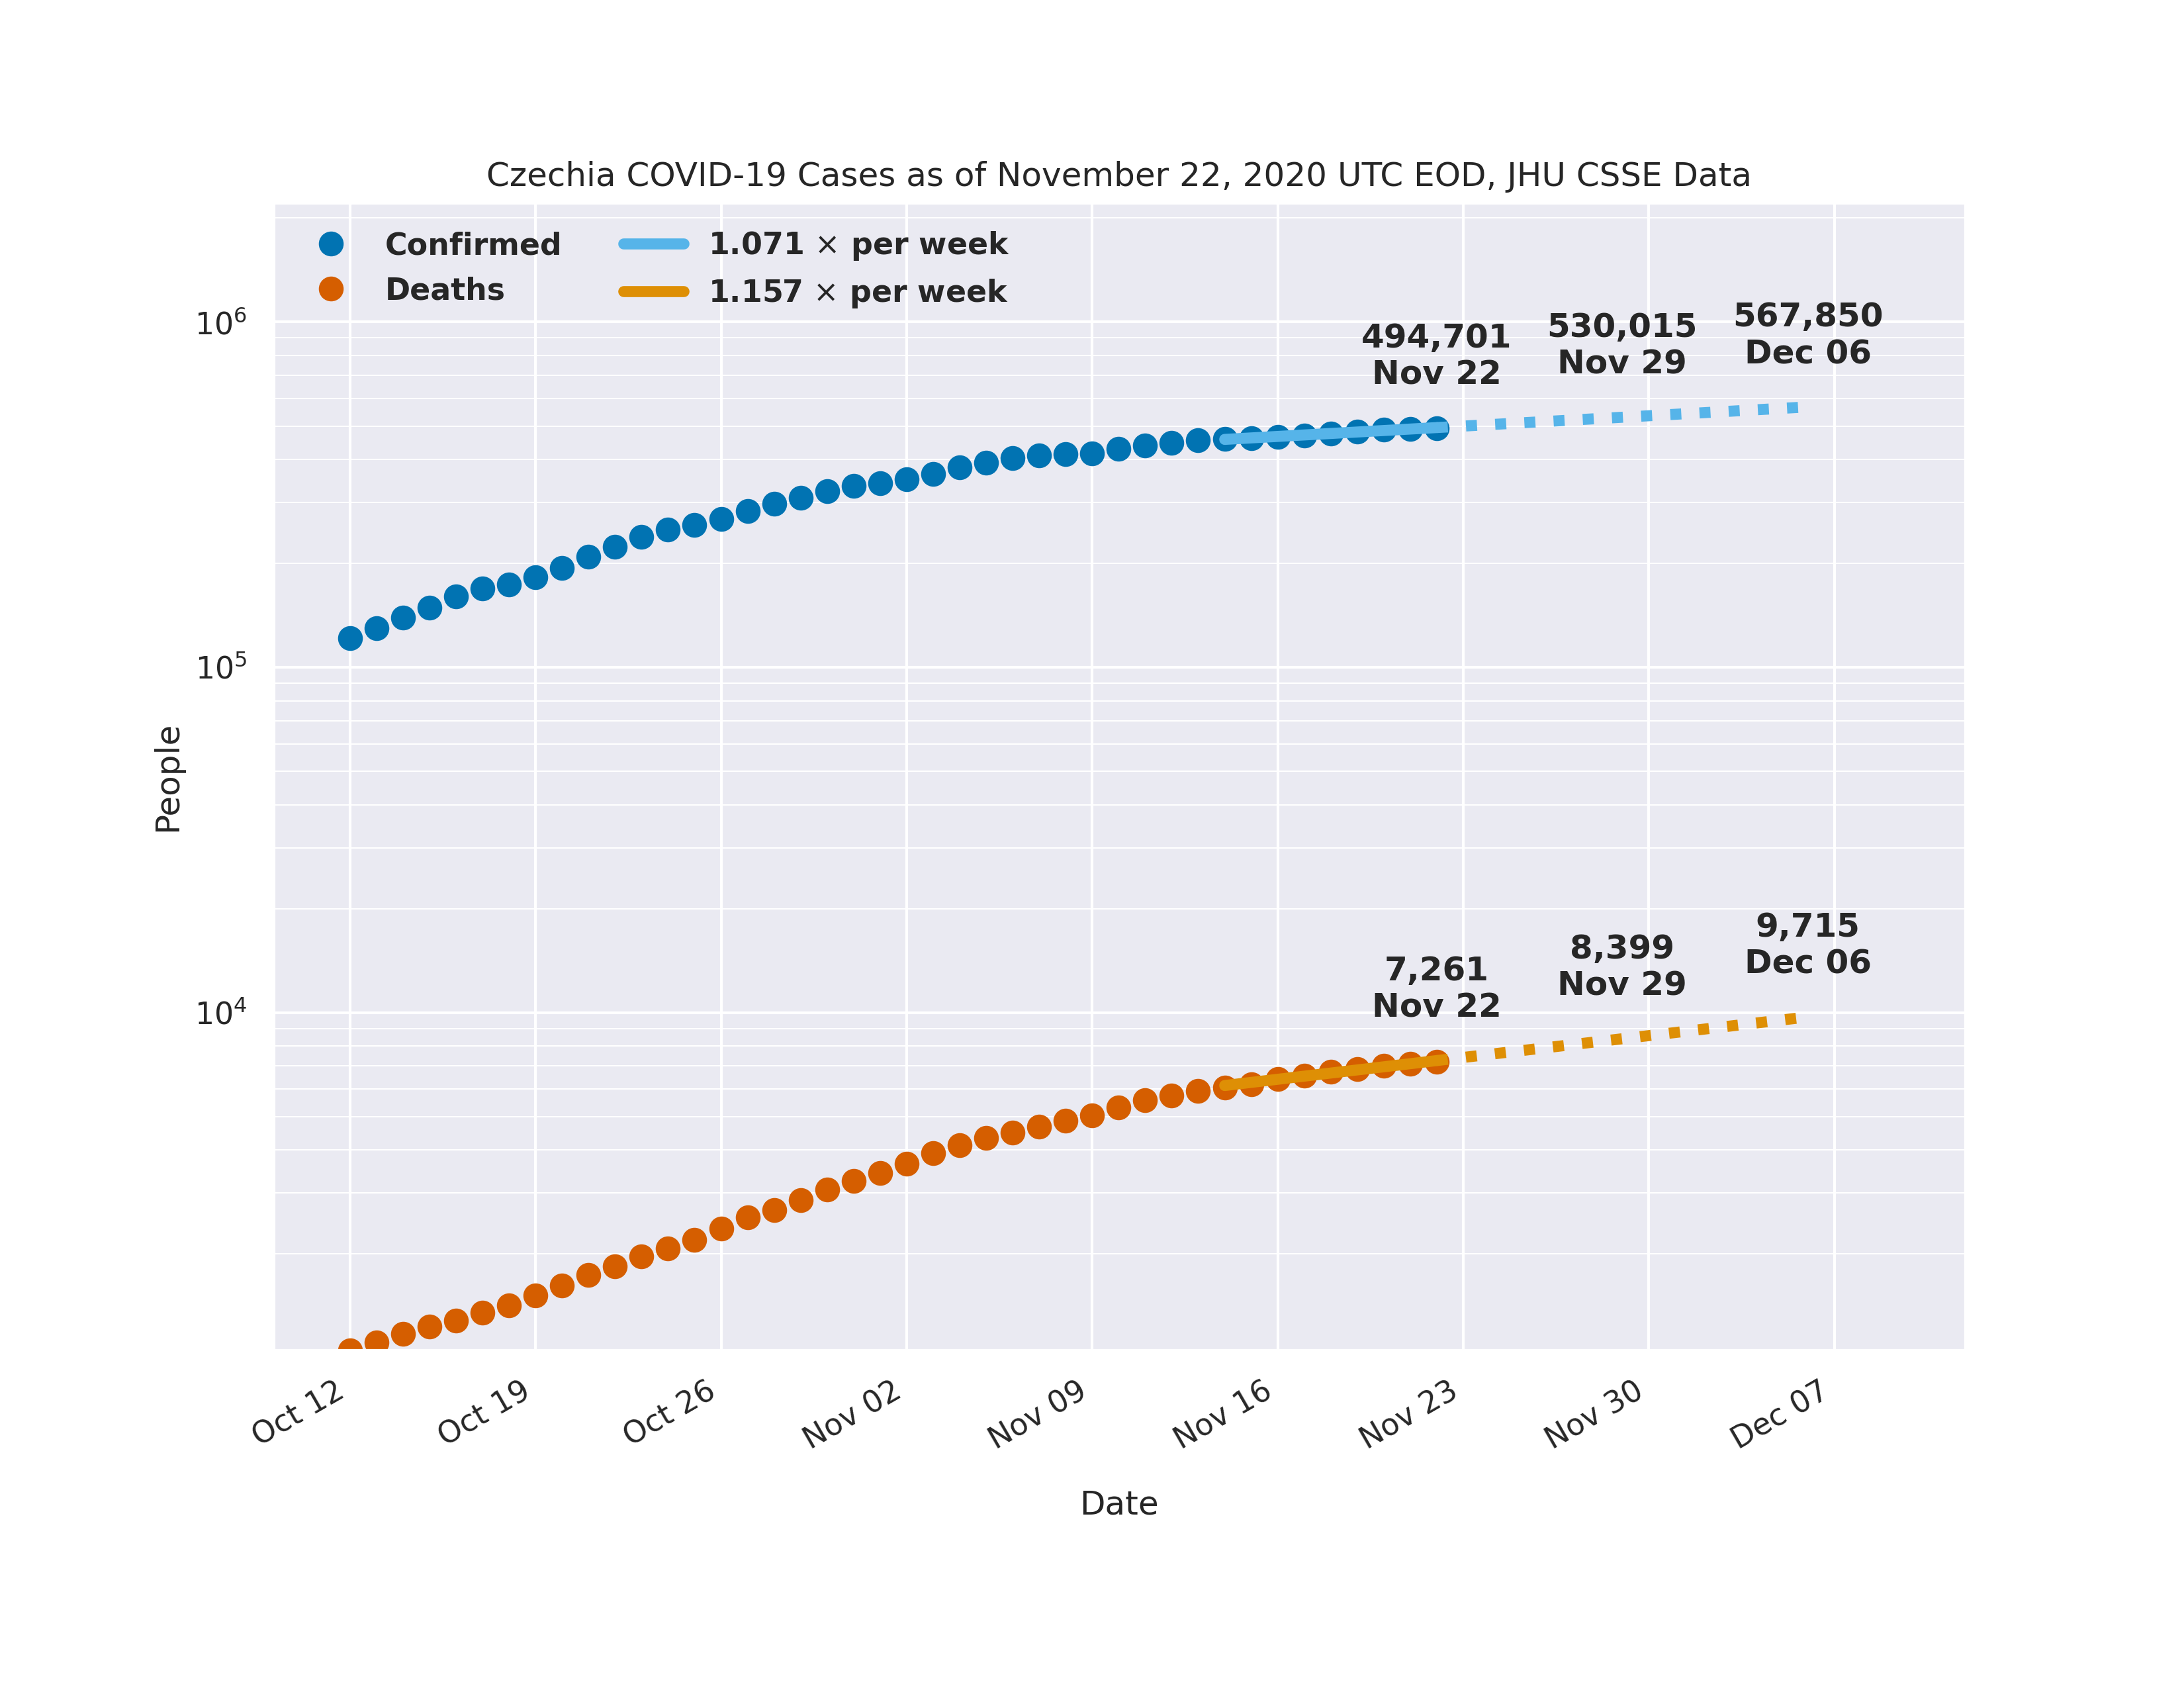 Czechia COVID-19 Cases as of November 22, 2020 UTC EOD, JHU CSSE Data
Confirmed
Deaths
1.071 × per week
1.157 × per week
494,701
Nov 22
530,015
Nov 29
567,850
Dec 06
7,261
Nov 22
8,399
Nov 29
9,715
Dec 06
10⁶
10⁵
10⁴
People
Oct 12
Oct 19
Oct 26
Nov 02
Nov 09
Nov 16
Nov 23
Nov 30
Dec 07
Date